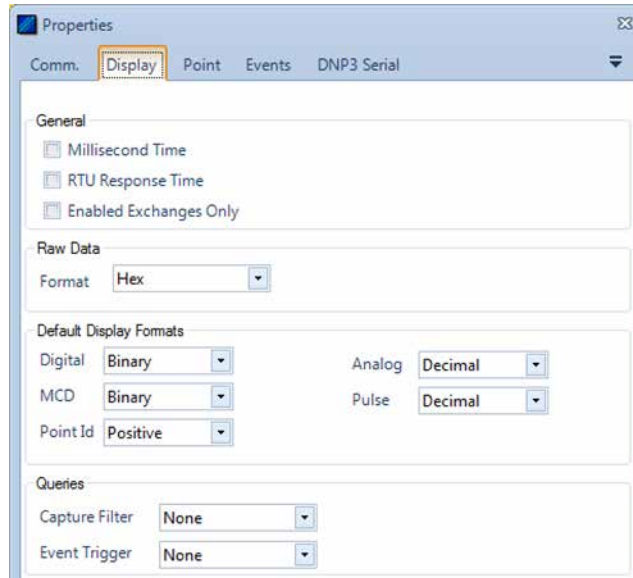 Properties
Comm. Display Point Events DNP3 Serial
General
Millisecond Time
RTU Response Time
Enabled Exchanges Only
Raw Data
Format Hex
Default Display Formats
Digital Binary Analog Decimal
MCD Binary Pulse Decimal
Point Id Positive
Queries
Capture Filter None
Event Trigger None